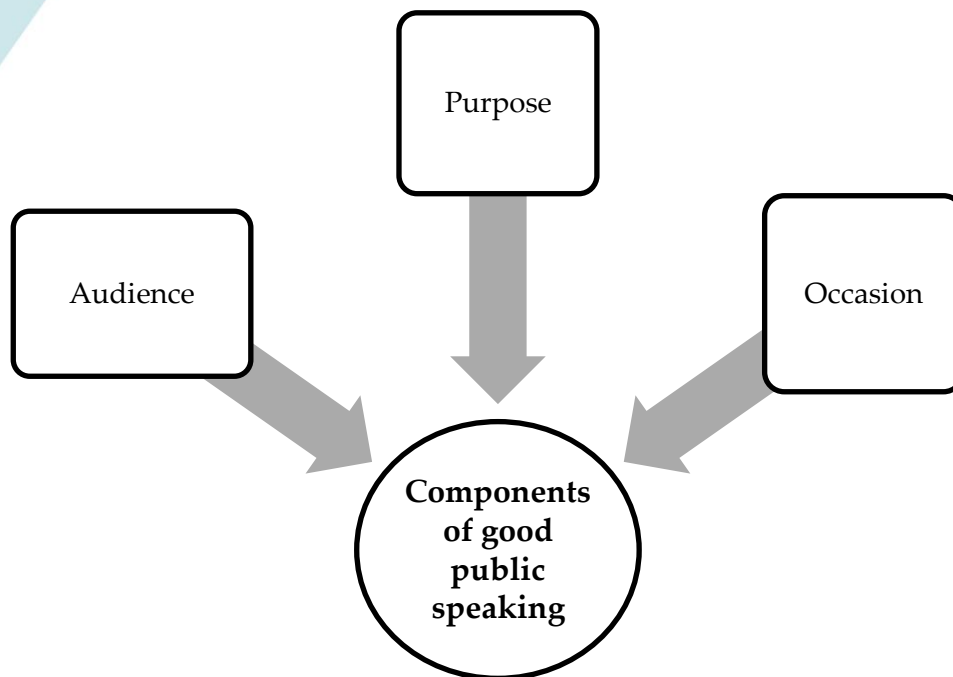 Purpose
Audience
Occasion
Components
of good
public
speaking